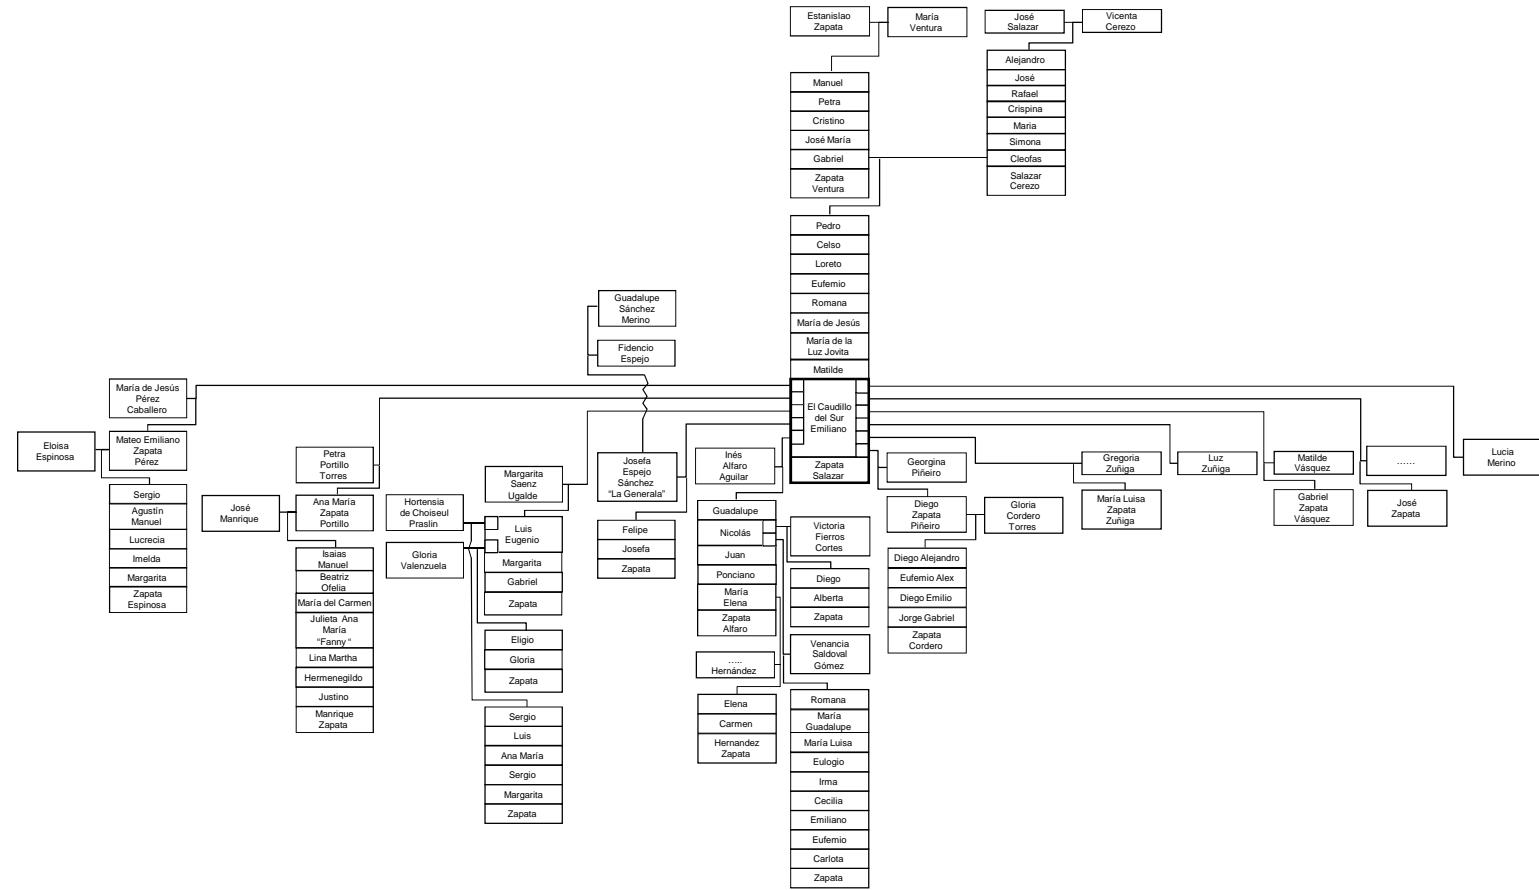 Estanislao
Zapata
María
Ventura
José
Salazar
Vicenta
Cerezo
Manuel
Petra
Cristino
José María
Gabriel
Zapata
Ventura
Alejandro
José
Rafael
Crispina
Maria
Simona
Cleofas
Salazar
Cerezo
Pedro
Celso
Loreto
Eufemio
Romana
María de Jesús
María de la
Luz Jovita
Matilde
El Caudillo
del Sur
Emiliano
Zapata
Salazar
Guadalupe
Sánchez
Merino
Fidencio
Espejo
María de Jesús
Pérez
Caballero
Eloisa
Espinosa
Mateo Emiliano
Zapata
Pérez
Sergio
Agustín
Manuel
Lucrecia
Imelda
Margarita
Zapata
Espinosa
Petra
Portillo
Torres
José
Manrique
Ana María
Zapata
Portillo
Isaias
Manuel
Beatriz
Ofelia
María del Carmen
Julieta Ana
María
"Fanny "
Lina Martha
Hermenegildo
Justino
Manrique
Zapata
Margarita
Saenz
Ugalde
Hortensia
de Choiseul
Praslin
Gloria
Valenzuela
Luis
Eugenio
Margarita
Gabriel
Zapata
Eligio
Gloria
Zapata
Sergio
Luis
Ana María
Sergio
Margarita
Zapata
Josefa
Espejo
Sánchez
"La Generala"
Felipe
Josefa
Zapata
Inés
Alfaro
Aguilar
Guadalupe
Nicolás
Juan
Ponciano
María
Elena
Zapata
Alfaro
.....
Hernández
Elena
Carmen
Hernandez
Zapata
Victoria
Fierros
Cortes
Diego
Alberta
Zapata
Venancia
Saldoval
Gómez
Romana
María
Guadalupe
María Luisa
Eulogio
Irma
Cecilia
Emiliano
Eufemio
Carlota
Zapata
Georgina
Piñeiro
Diego
Zapata
Piñeiro
Gloria
Cordero
Torres
Diego Alejandro
Eufemio Alex
Diego Emilio
Jorge Gabriel
Zapata
Cordero
Gregoria
Zuñiga
María Luisa
Zapata
Zuñiga
Luz
Zuñiga
Matilde
Vásquez
Gabriel
Zapata
Vásquez
......
José
Zapata
Lucia
Merino